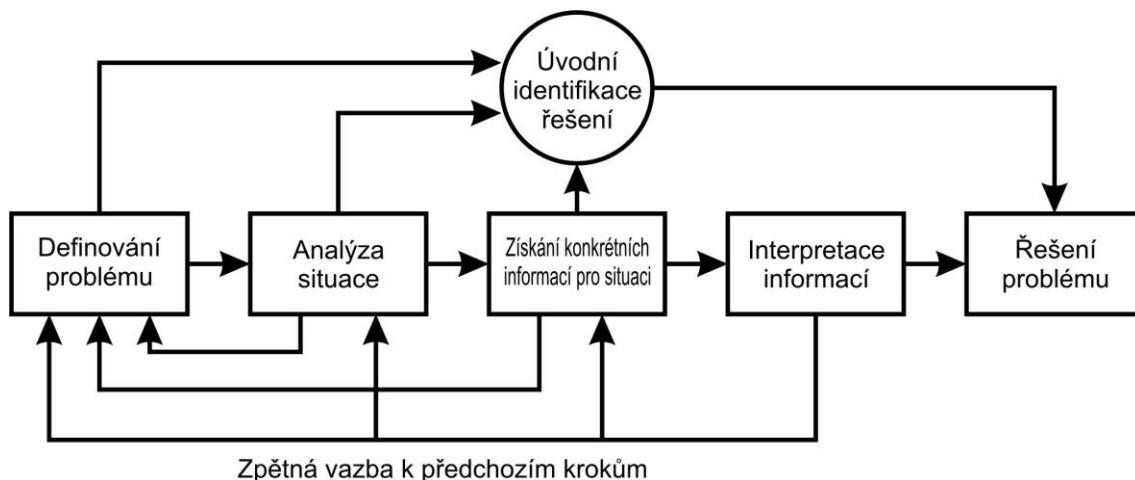 Úvodní
identifikace
řešení
Definování
problému
Analýza
situace
Získání konkrétních
informací pro situaci
Interpretace
informací
Řešení
problému
Zpětná vazba k předchozím krokům